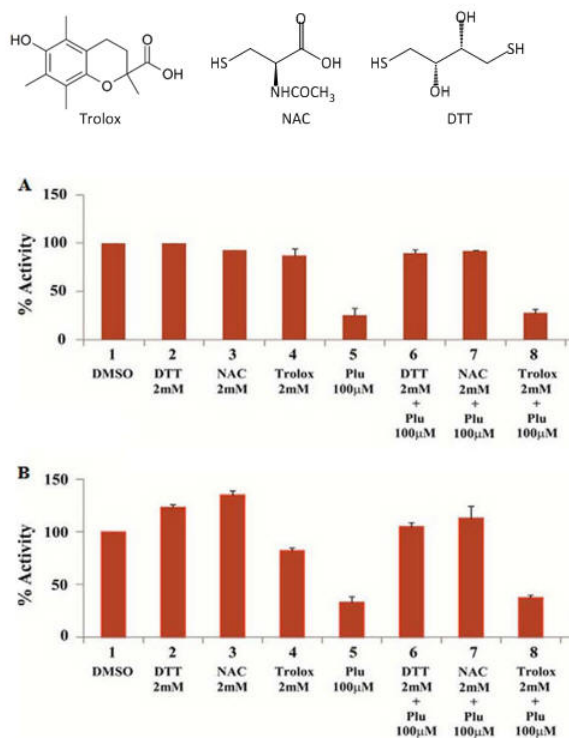 HO
O
OH
O
Trolox
O
HS
OH
NHCOCH3
NAC
OH
SH
HS
OH
DTT
A
150
100
50
0
% Activity
1 2 3 4 5 6 7 8
DMSO DTT NAC Trolox Plu DTT NAC Trolox
2mM 2mM 2mM 100μM 2mM 2mM 2mM
+ + +
Plu Plu Plu
100μM 100μM 100μM
B
150
100
50
0
% Activity
1 2 3 4 5 6 7 8
DMSO DTT NAC Trolox Plu DTT NAC Trolox
2mM 2mM 2mM 100μM 2mM 2mM 2mM
+ + +
Plu Plu Plu
100μM 100μM 100μM